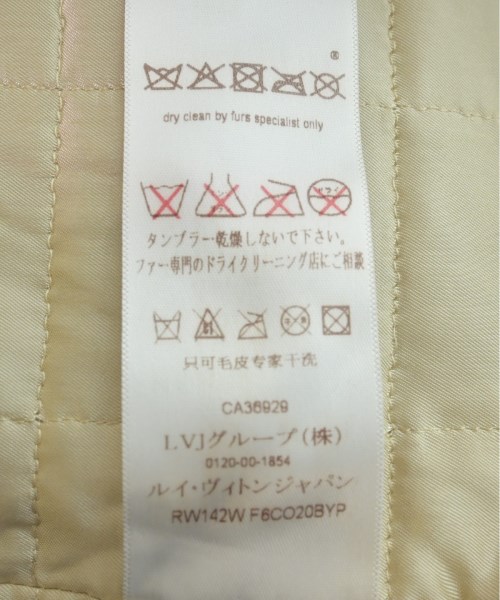 ®
dry clean by furs specialist only
タンブラー乾燥しないで下さい。
ファー専門のドライクリーニング店にご相談
只可毛皮专家干洗
CA36929
LVJグループ(株)
0120-00-1854
ルイ・ヴィトンジャパン
RW142W F6CO20BYP